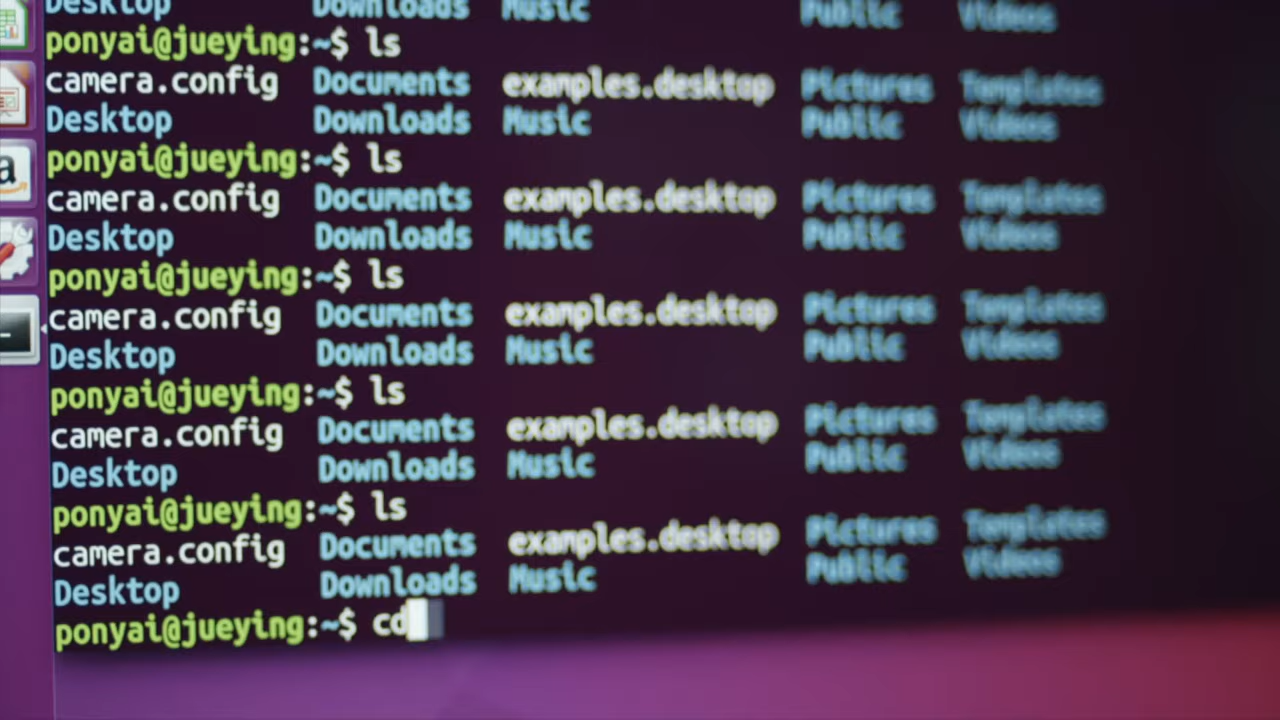 Desktop Downloads Music Public Videos
ponyai@jueying:~$ ls
camera.config Documents examples.desktop Pictures Templates
Desktop Downloads Music Public Videos
ponyai@jueying:~$ ls
camera.config Documents examples.desktop Pictures Templates
Desktop Downloads Music Public Videos
ponyai@jueying:~$ ls
camera.config Documents examples.desktop Pictures Templates
Desktop Downloads Music Public Videos
ponyai@jueying:~$ ls
camera.config Documents examples.desktop Pictures Templates
Desktop Downloads Music Public Videos
ponyai@jueying:~$ ls
camera.config Documents examples.desktop Pictures Templates
Desktop Downloads Music Public Videos
ponyai@jueying:~$ cd